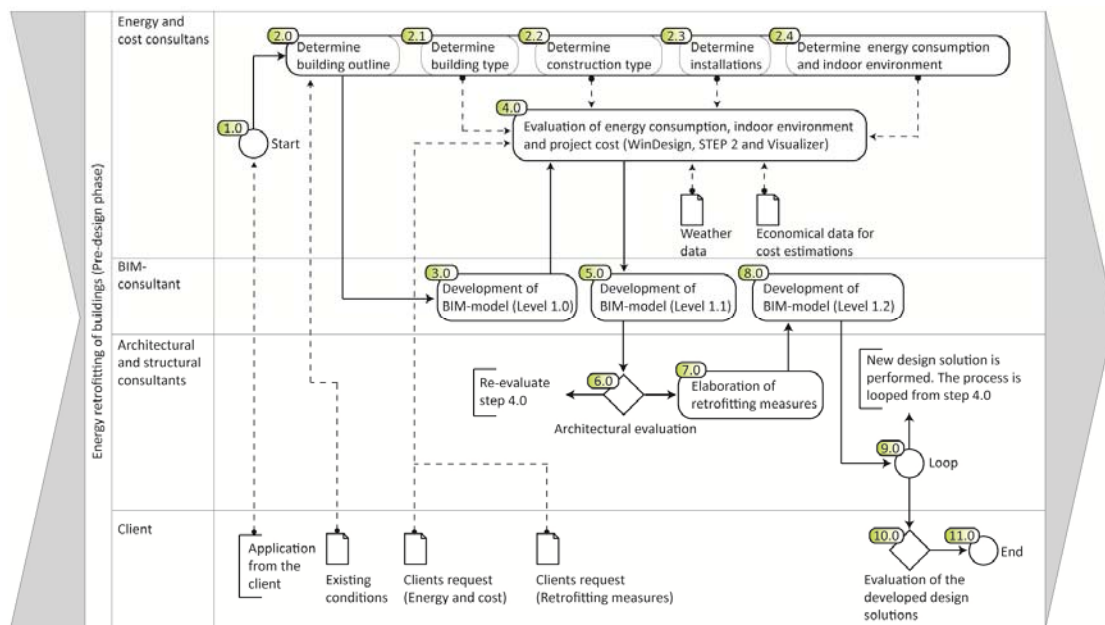 Energy retrofitting of buildings (Pre-design phase)
Energy and
cost consultans
2.0
Determine
building outline
2.1
Determine
building type
2.2
Determine
construction type
2.3
Determine
installations
2.4
Determine energy consumption
and indoor environment
1.0
Start
4.0
Evaluation of energy consumption, indoor environment
and project cost (WinDesign, STEP 2 and Visualizer)
Weather
data
Economical data for
cost estimations
BIM-
consultant
3.0
Development of
BIM-model (Level 1.0)
5.0
Development of
BIM-model (Level 1.1)
8.0
Development of
BIM-model (Level 1.2)
Architectural
and structural
consultants
Re-evaluate
step 4.0
6.0
Architectural evaluation
7.0
Elaboration of
retrofitting measures
New design solution is
performed. The process is
looped from step 4.0
9.0
Loop
Client
Application
from the
client
Existing
conditions
Clients request
(Energy and cost)
Clients request
(Retrofitting measures)
10.0
Evaluation of the
developed design
solutions
11.0
End